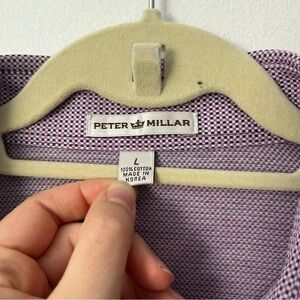 PETER MILLAR
L
100% COTTON
MADE IN
KOREA